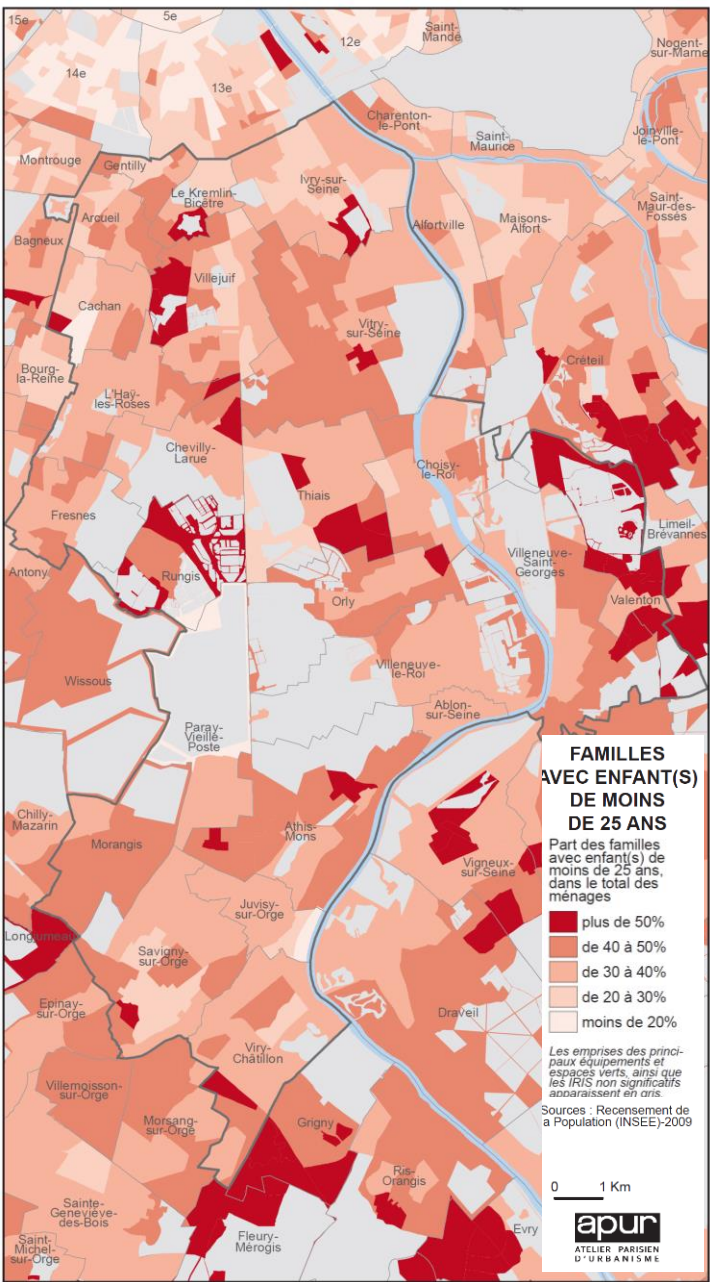 15e
5e
12e
Saint-
Mandé
Nogent-
sur-Marne
14e
13e
Charenton-
le-Pont
Saint-
Maurice
Joinville-
le-Pont
Montrouge
Gentilly
Le Kremlin-
Bicêtre
Ivry-sur-
Seine
Saint-
Maur-des-
Fossés
Arcueil
Alfortville
Maisons-
Alfort
Bagneux
Villejuif
Cachan
Vitry-
sur-Seine
Bourg-
la-Reine
Créteil
L'Haÿ-
les-Roses
Chevilly-
Larue
Choisy-
le-Roi
Thiais
Fresnes
Limeil-
Brévannes
Villeneuve-
Saint-
Georges
Antony
Rungis
Orly
Valenton
Villeneuve-
le-Roi
Wissous
Ablon-
sur-Seine
Paray-
Vieille-
Poste
Chilly-
Mazarin
Athis-
Mons
Morangis
Vigneux-
sur-Seine
Juvisy-
sur-Orge
Longjumeau
Savigny-
sur-Orge
Epinay-
sur-Orge
Draveil
Viry-
Châtillon
Villemoisson-
sur-Orge
Morsang-
sur-Orge
Grigny
Ris-
Orangis
Sainte-
Geneviève-
des-Bois
Evry
Saint-
Michel-
sur-Orge
Fleury-
Mérogis
FAMILLES
AVEC ENFANT(S)
DE MOINS
DE 25 ANS
Part des familles
avec enfant(s) de
moins de 25 ans,
dans le total des
ménages
plus de 50%
de 40 à 50%
de 30 à 40%
de 20 à 30%
moins de 20%
Les emprises des princi-
paux équipements et
espaces verts, ainsi que
les IRIS non significatifs
apparaissent en gris.
Sources : Recensement de
a Population (INSEE)-2009
0 1 Km
apur
ATELIER PARISIEN
D'URBANISME